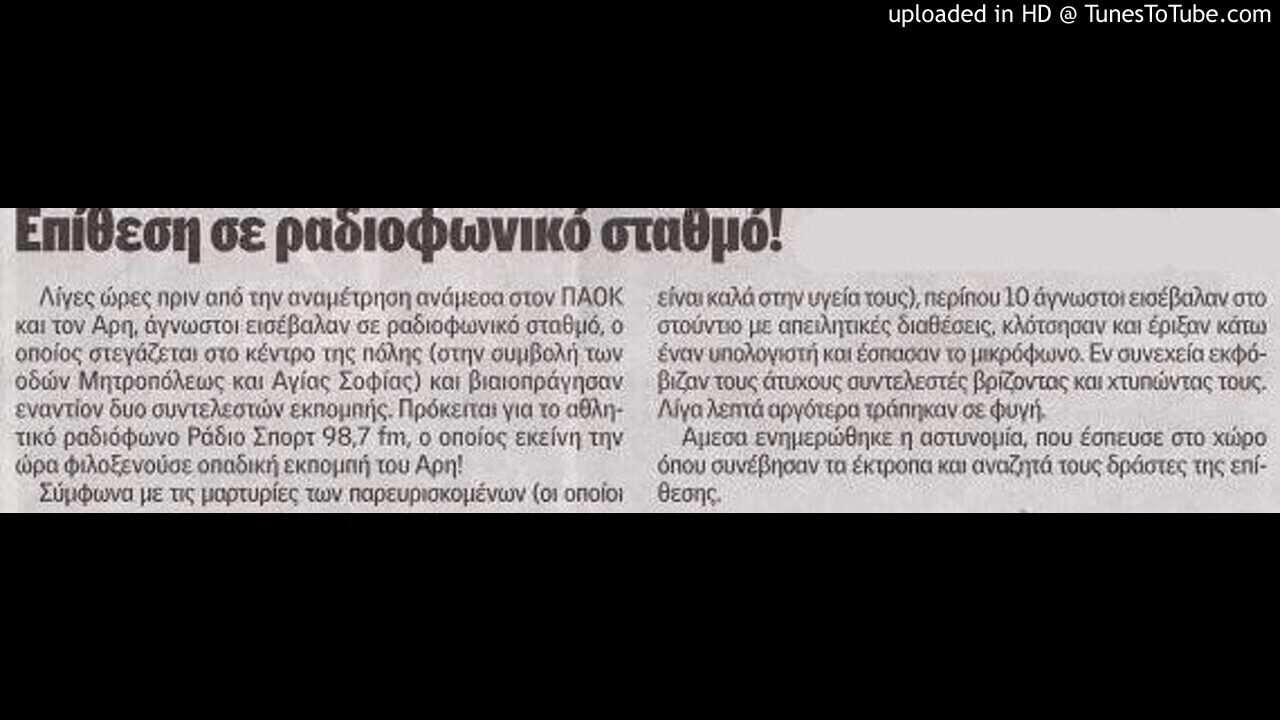 uploaded in HD @ TunesToTube.com
Επίθεση σε ραδιοφωνικό σταθμό!
Λίγες ώρες πριν από την αναμέτρηση ανάμεσα στον ΠΑΟΚ
και τον Αρη, άγνωστοι εισέβαλαν σε ραδιοφωνικό σταθμό, ο
οποίος στεγάζεται στο κέντρο της πόλης (στην συμβολή των
οδών Μητροπόλεως και Αγίας Σοφίας) και βιαιοπράγησαν
εναντίον δυο συντελεστών εκπομπής. Πρόκειται για το αθλη-
τικό ραδιόφωνο Ράδιο Σπορτ 98,7 fm, ο οποίος εκείνη την
ώρα φιλοξενούσε οπαδική εκπομπή του Αρη!
Σύμφωνα με τις μαρτυρίες των παρευρισκομένων (οι οποίοι
είναι καλά στην υγεία τους), περίπου 10 άγνωστοι εισέβαλαν στο
στούντιο με απειλητικές διαθέσεις, κλότσησαν και έριξαν κάτω
έναν υπολογιστή και έσπασαν το μικρόφωνο. Εν συνεχεία εκφό-
βιζαν τους άτυχους συντελεστές βρίζοντας και χτυπώντας τους.
Λίγα λεπτά αργότερα τράπηκαν σε φυγή.
Αμεσα ενημερώθηκε η αστυνομία, που έσπευσε στο χώρο
όπου συνέβησαν τα έκτροπα και αναζητά τους δράστες της επί-
θεσης.